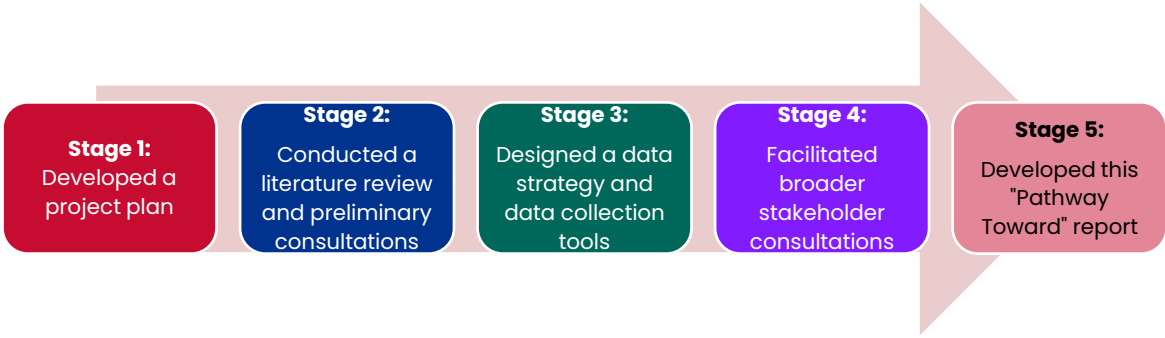 Stage 1:
Developed a
project plan
Stage 2:
Conducted a
literature review
and preliminary
consultations
Stage 3:
Designed a data
strategy and
data collection
tools
Stage 4:
Facilitated
broader
stakeholder
consultations
Stage 5:
Developed this
"Pathway
Toward" report